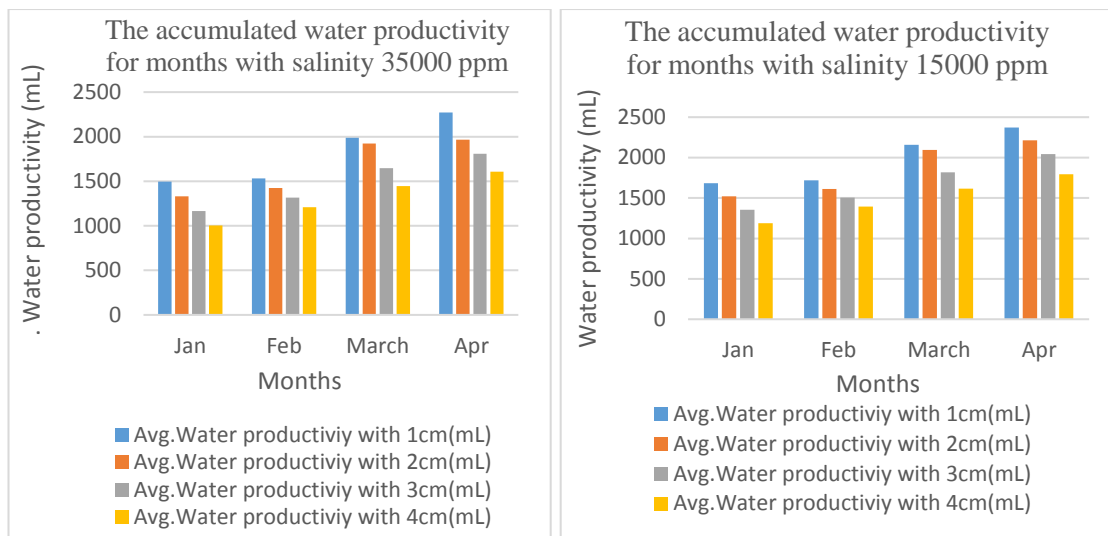 The accumulated water productivity
for months with salinity 35000 ppm
. Water productivity (mL)
2500
2000
1500
1000
500
0
Jan Feb March Apr
Months
Avg.Water productiviy with 1cm(mL)
Avg.Water productiviy with 2cm(mL)
Avg.Water productiviy with 3cm(mL)
Avg.Water productiviy with 4cm(mL)
The accumulated water productivity
for months with salinity 15000 ppm
Water productivity (mL)
2500
2000
1500
1000
500
0
Jan Feb March Apr
Months
Avg.Water productiviy with 1cm(mL)
Avg.Water productiviy with 2cm(mL)
Avg.Water productiviy with 3cm(mL)
Avg.Water productiviy with 4cm(mL)